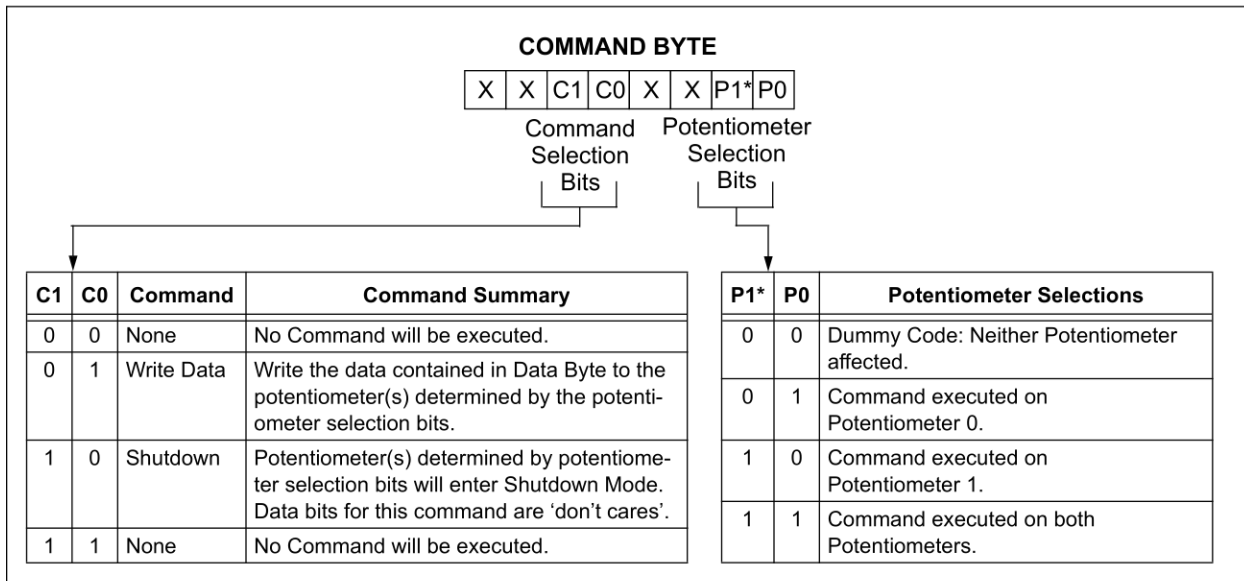 COMMAND BYTE
X X C1 C0 X X P1* P0
Command
Selection
Bits
Potentiometer
Selection
Bits
C1 C0 Command Command Summary
0 0 None No Command will be executed.
0 1 Write Data Write the data contained in Data Byte to the
potentiometer(s) determined by the potenti-
ometer selection bits.
1 0 Shutdown Potentiometer(s) determined by potentiome-
ter selection bits will enter Shutdown Mode.
Data bits for this command are ‘don’t cares’.
1 1 None No Command will be executed.
P1* P0 Potentiometer Selections
0 0 Dummy Code: Neither Potentiometer
affected.
0 1 Command executed on
Potentiometer 0.
1 0 Command executed on
Potentiometer 1.
1 1 Command executed on both
Potentiometers.